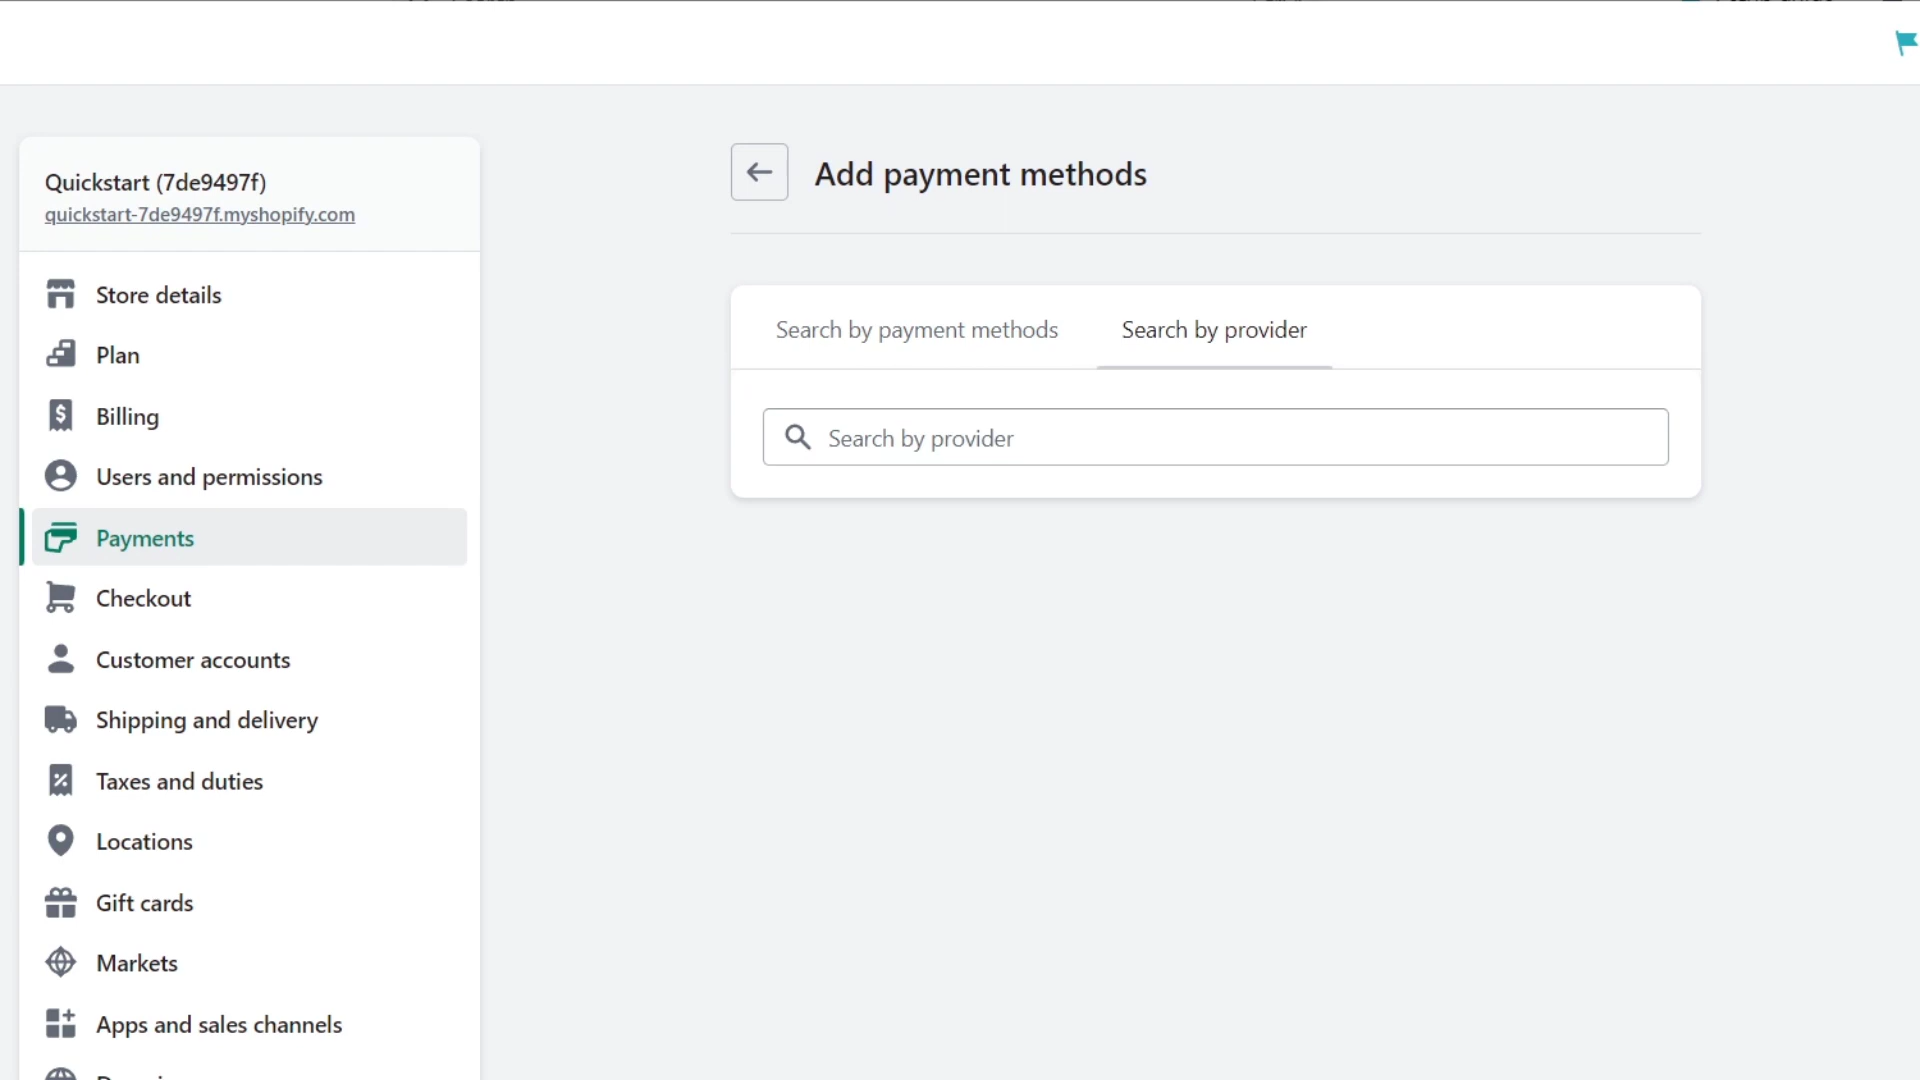 Quickstart (7de9497f)
quickstart-7de9497f.myshopify.com
Store details
Plan
Billing
Users and permissions
Payments
Checkout
Customer accounts
Shipping and delivery
Taxes and duties
Locations
Gift cards
Markets
Apps and sales channels
Add payment methods
Search by payment methods
Search by provider
Search by provider